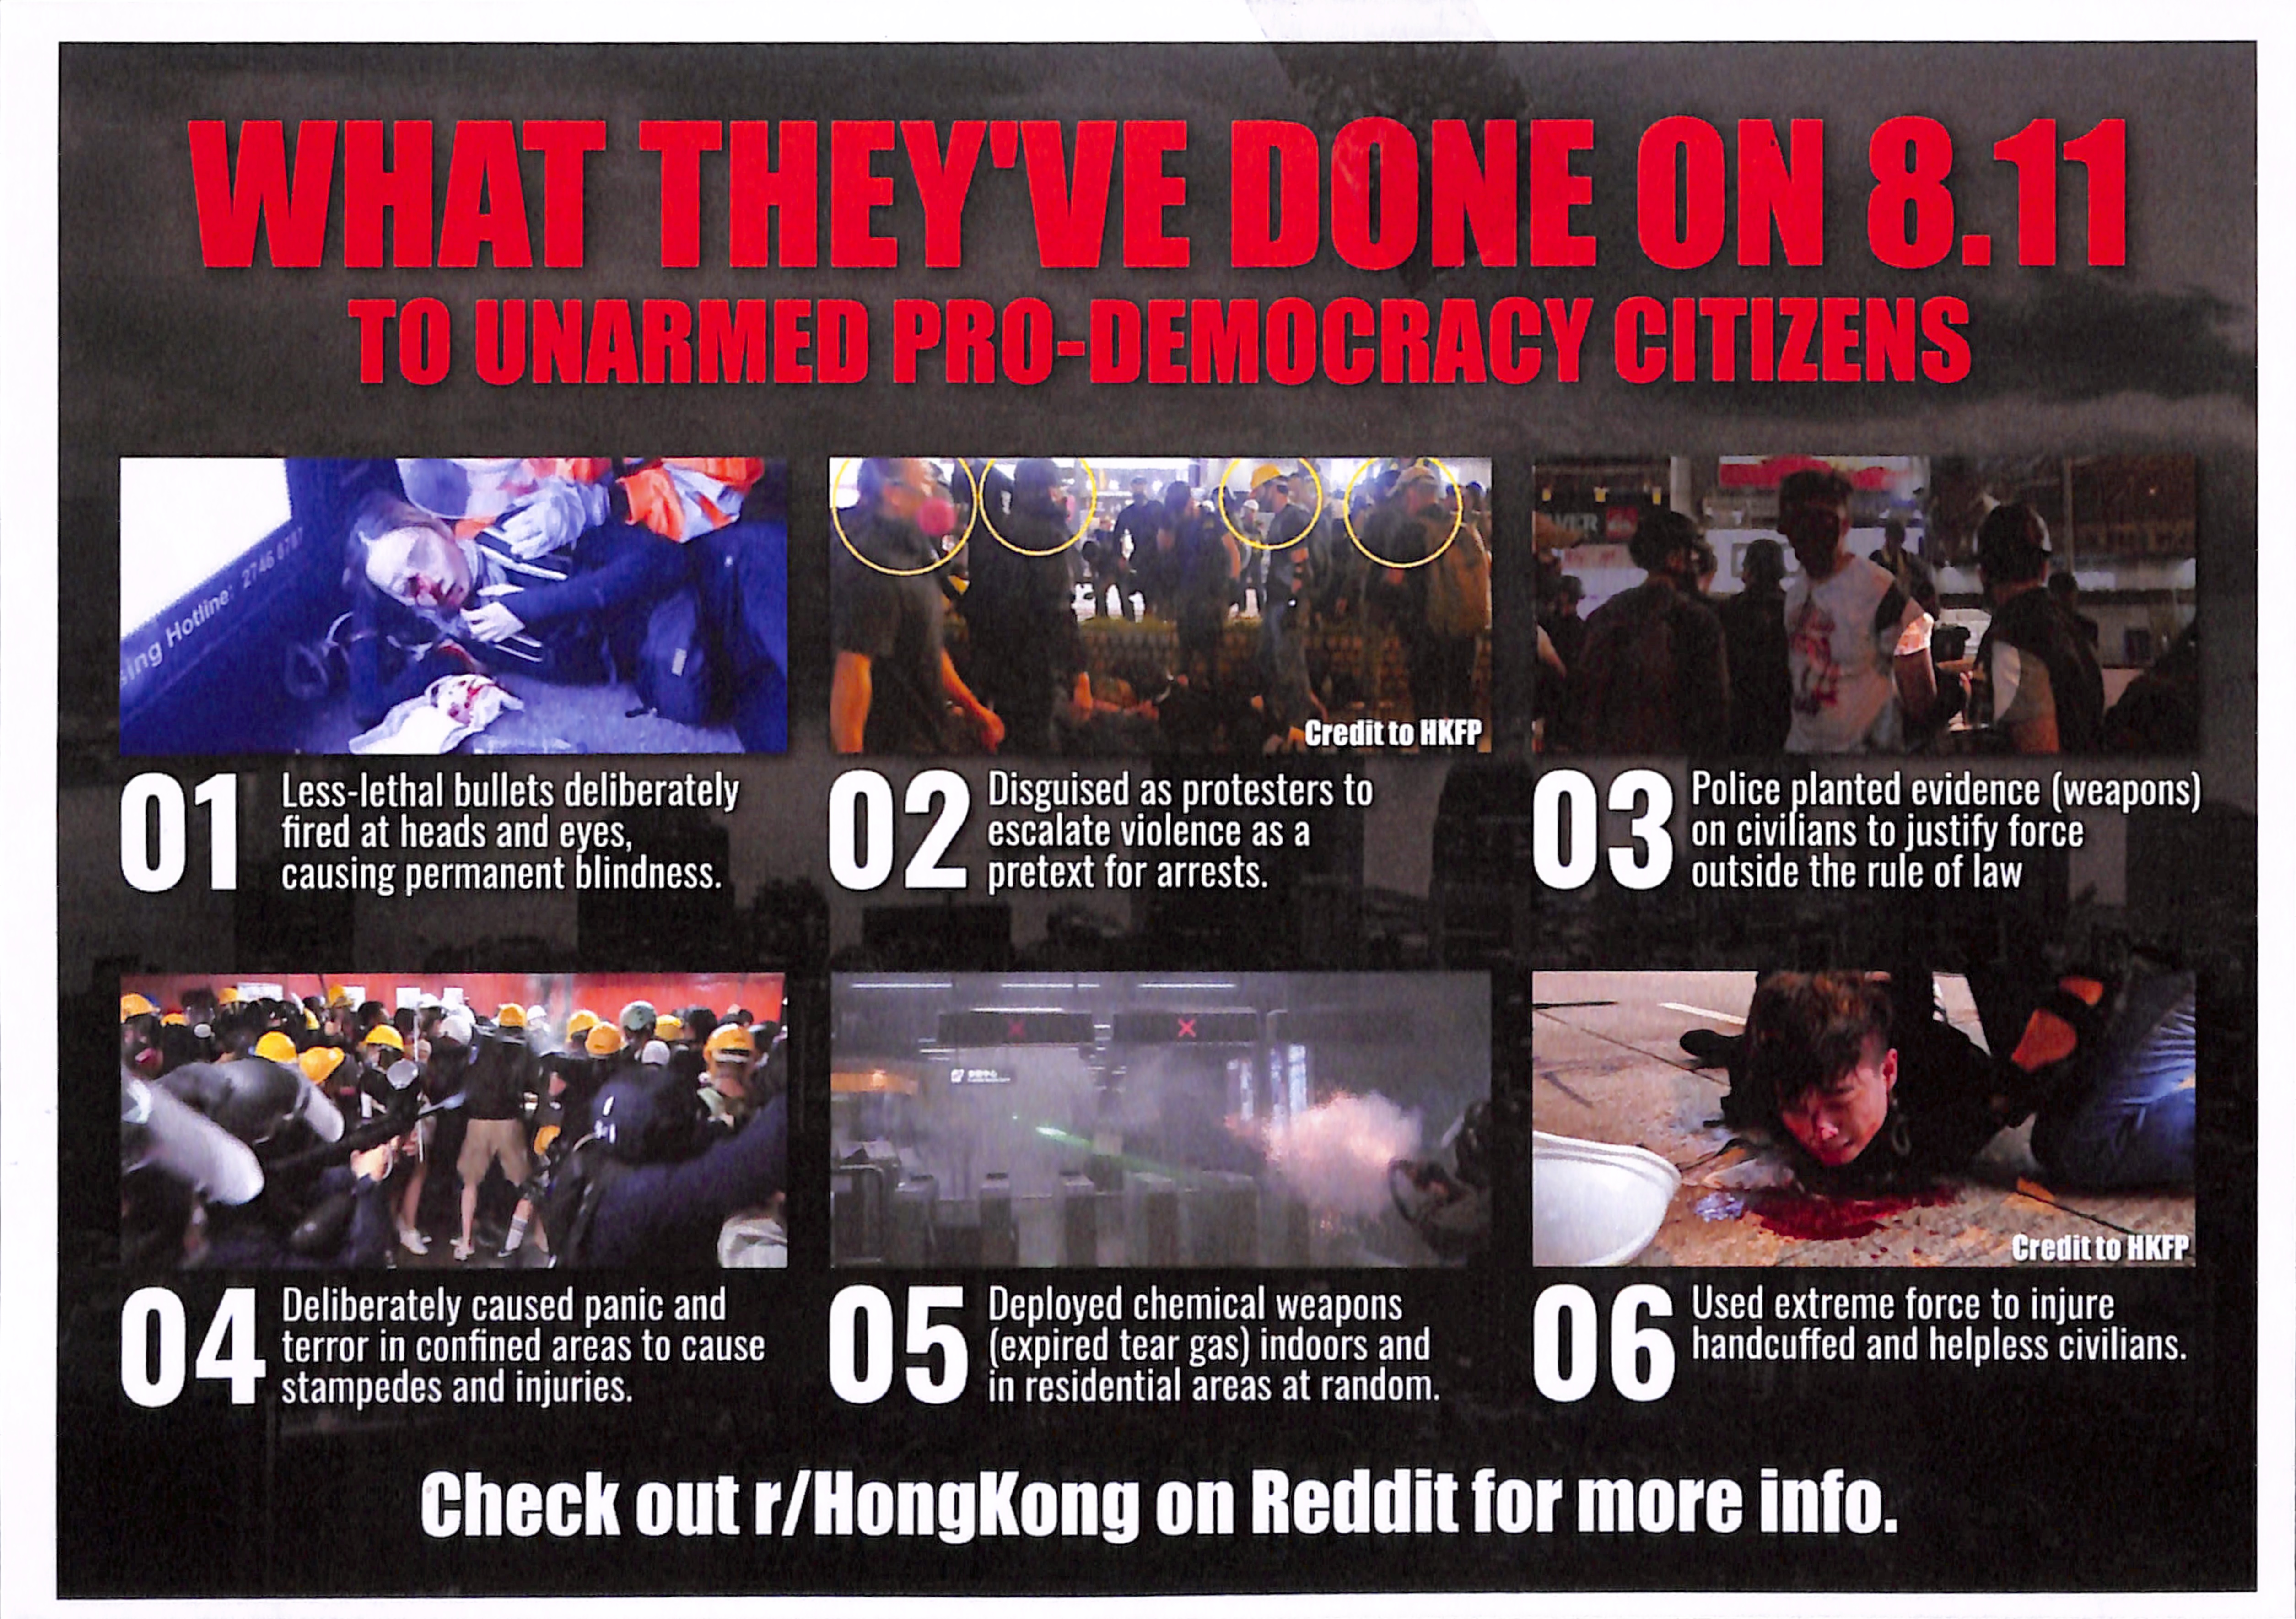 WHAT THEY'VE DONE ON 8.11
TO UNARMED PRO-DEMOCRACY CITIZENS
sing Hotline: 2746 8787
Credit to HKFP
01
Less-lethal bullets deliberately
fired at heads and eyes,
causing permanent blindness.
02
Disguised as protesters to
escalate violence as a
pretext for arrests.
03
Police planted evidence (weapons)
on civilians to justify force
outside the rule of law
Credit to HKFP
04
Deliberately caused panic and
terror in confined areas to cause
stampedes and injuries.
05
Deployed chemical weapons
(expired tear gas) indoors and
in residential areas at random.
06
Used extreme force to injure
handcuffed and helpless civilians.
Check out r/HongKong on Reddit for more info.